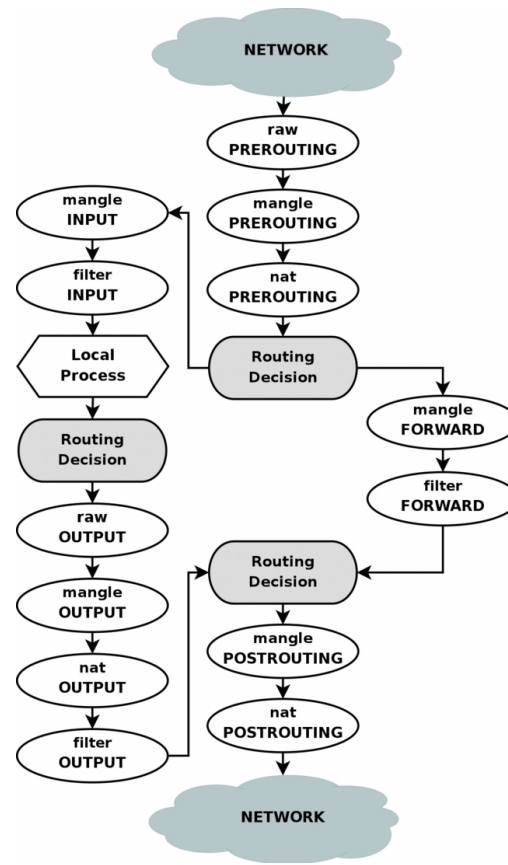 NETWORK
raw
PREROUTING
mangle
PREROUTING
nat
PREROUTING
Routing
Decision
mangle
INPUT
filter
INPUT
Local
Process
Routing
Decision
raw
OUTPUT
mangle
OUTPUT
nat
OUTPUT
filter
OUTPUT
mangle
FORWARD
filter
FORWARD
Routing
Decision
mangle
POSTROUTING
nat
POSTROUTING
NETWORK